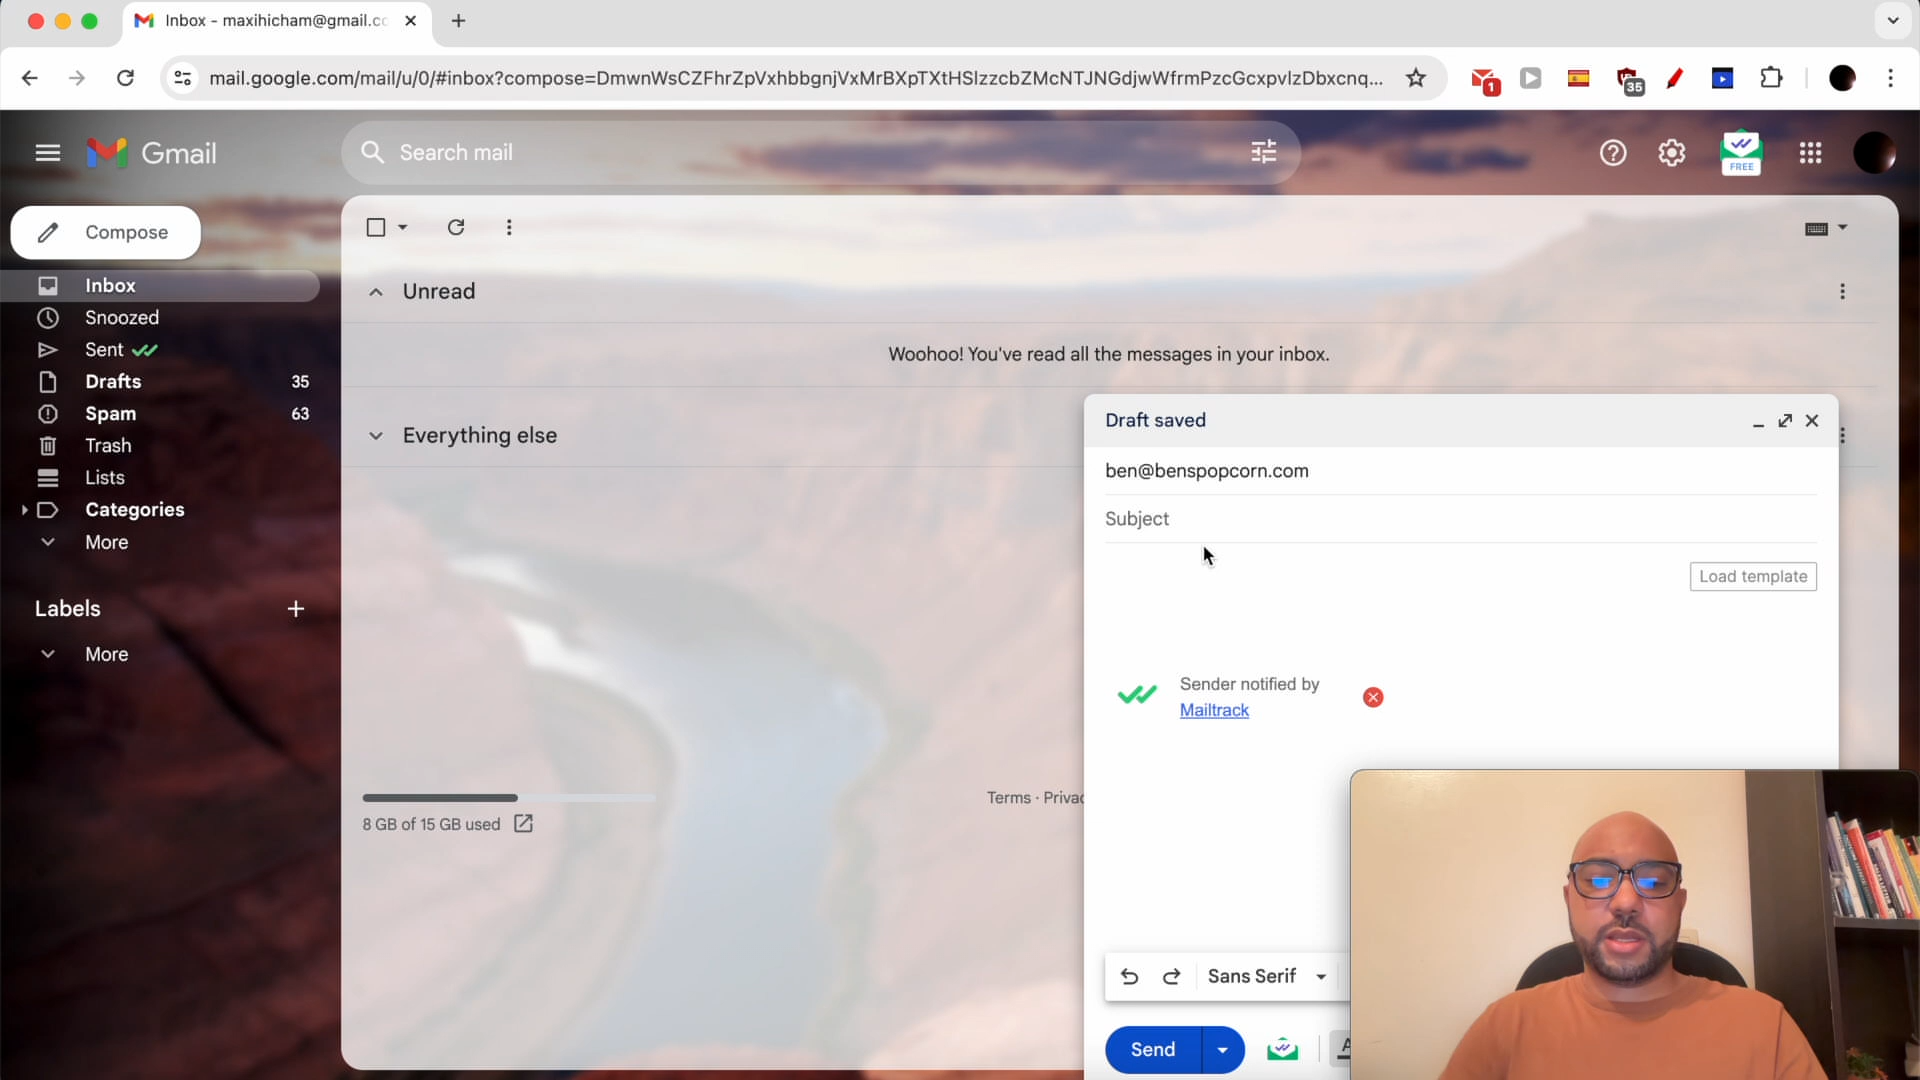 Inbox - maxihicham@gmail.cc
mail.google.com/mail/u/0/#inbox?compose=DmwnWsCZFhrZpVxhbbgnjVxMrBXpTXtHSlzzcbZMcNTJNGdjwWfrmPzcGcxpvlzDbxcnq...
1
35
Gmail
Search mail
FREE
Compose
Inbox
Snoozed
Sent
Drafts 35
Spam 63
Trash
Lists
Categories
More
Labels
More
Unread
Woohoo! You've read all the messages in your inbox.
Everything else
8 GB of 15 GB used
Terms · Privac
Draft saved
ben@benspopcorn.com
Subject
Load template
Sender notified by
Mailtrack
Sans Serif
Send
A